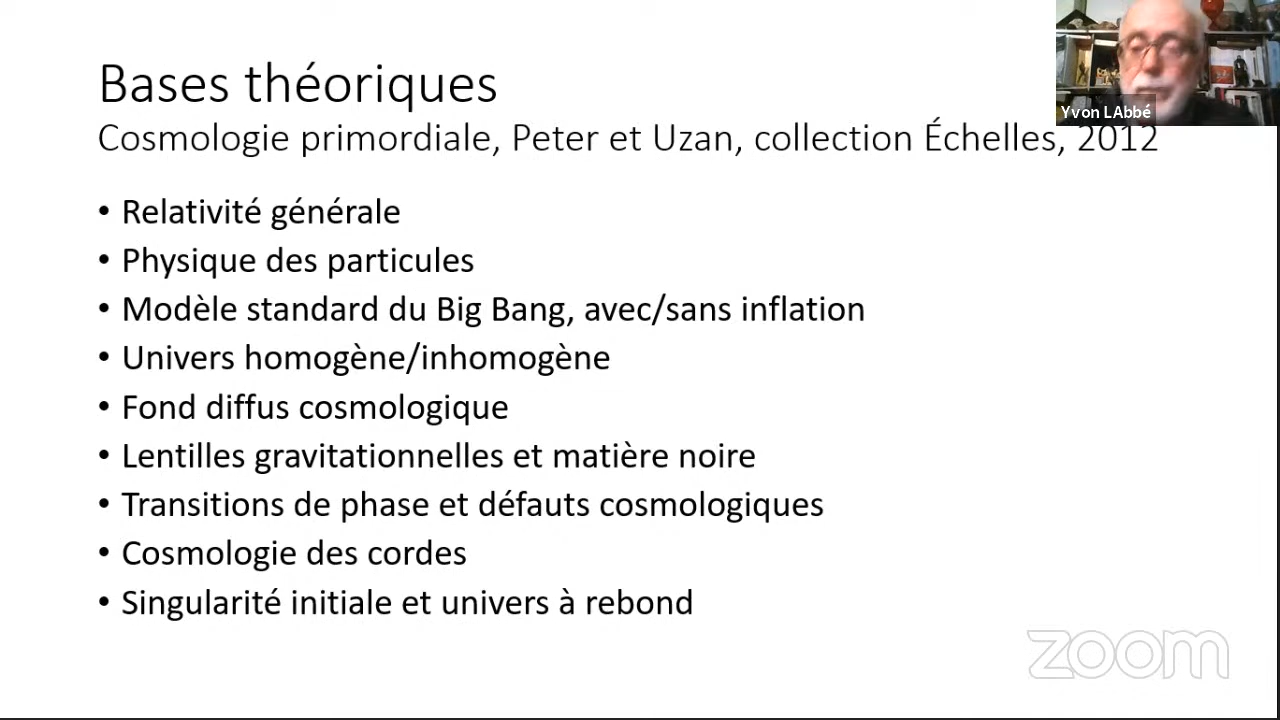 Bases théoriques
Cosmologie primordiale, Peter et Uzan, collection Échelles, 2012
Yvon LAbbé
• Relativité générale
• Physique des particules
• Modèle standard du Big Bang, avec/sans inflation
• Univers homogène/inhomogène
• Fond diffus cosmologique
• Lentilles gravitationnelles et matière noire
• Transitions de phase et défauts cosmologiques
• Cosmologie des cordes
• Singularité initiale et univers à rebond
zoom